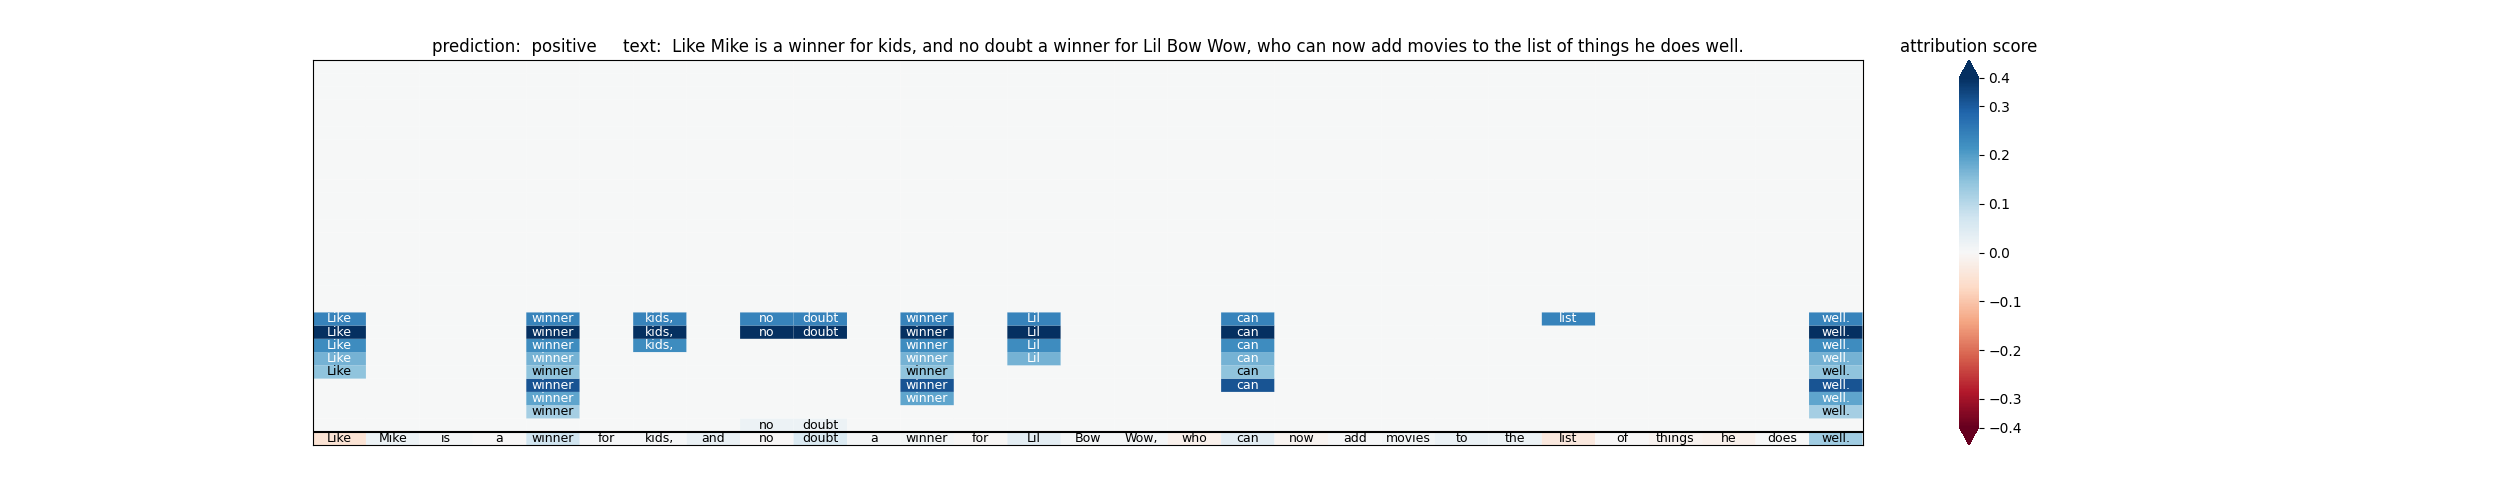 prediction:  positive     text:  Like Mike is a winner for kids, and no doubt a winner for Lil Bow Wow, who can now add movies to the list of things he does well.
attribution score
0.4
0.3
0.2
0.1
0.0
−0.1
−0.2
−0.3
−0.4
Like winner kids, no doubt winner Lil can list well.
Like winner kids, no doubt winner Lil can well.
Like winner kids, winner Lil can well.
Like winner winner Lil can well.
Like winner winner can well.
winner winner can well.
winner winner well.
winner well.
no doubt
Like Mike is a winner for kids, and no doubt a winner for Lil Bow Wow, who can now add movies to the list of things he does well.